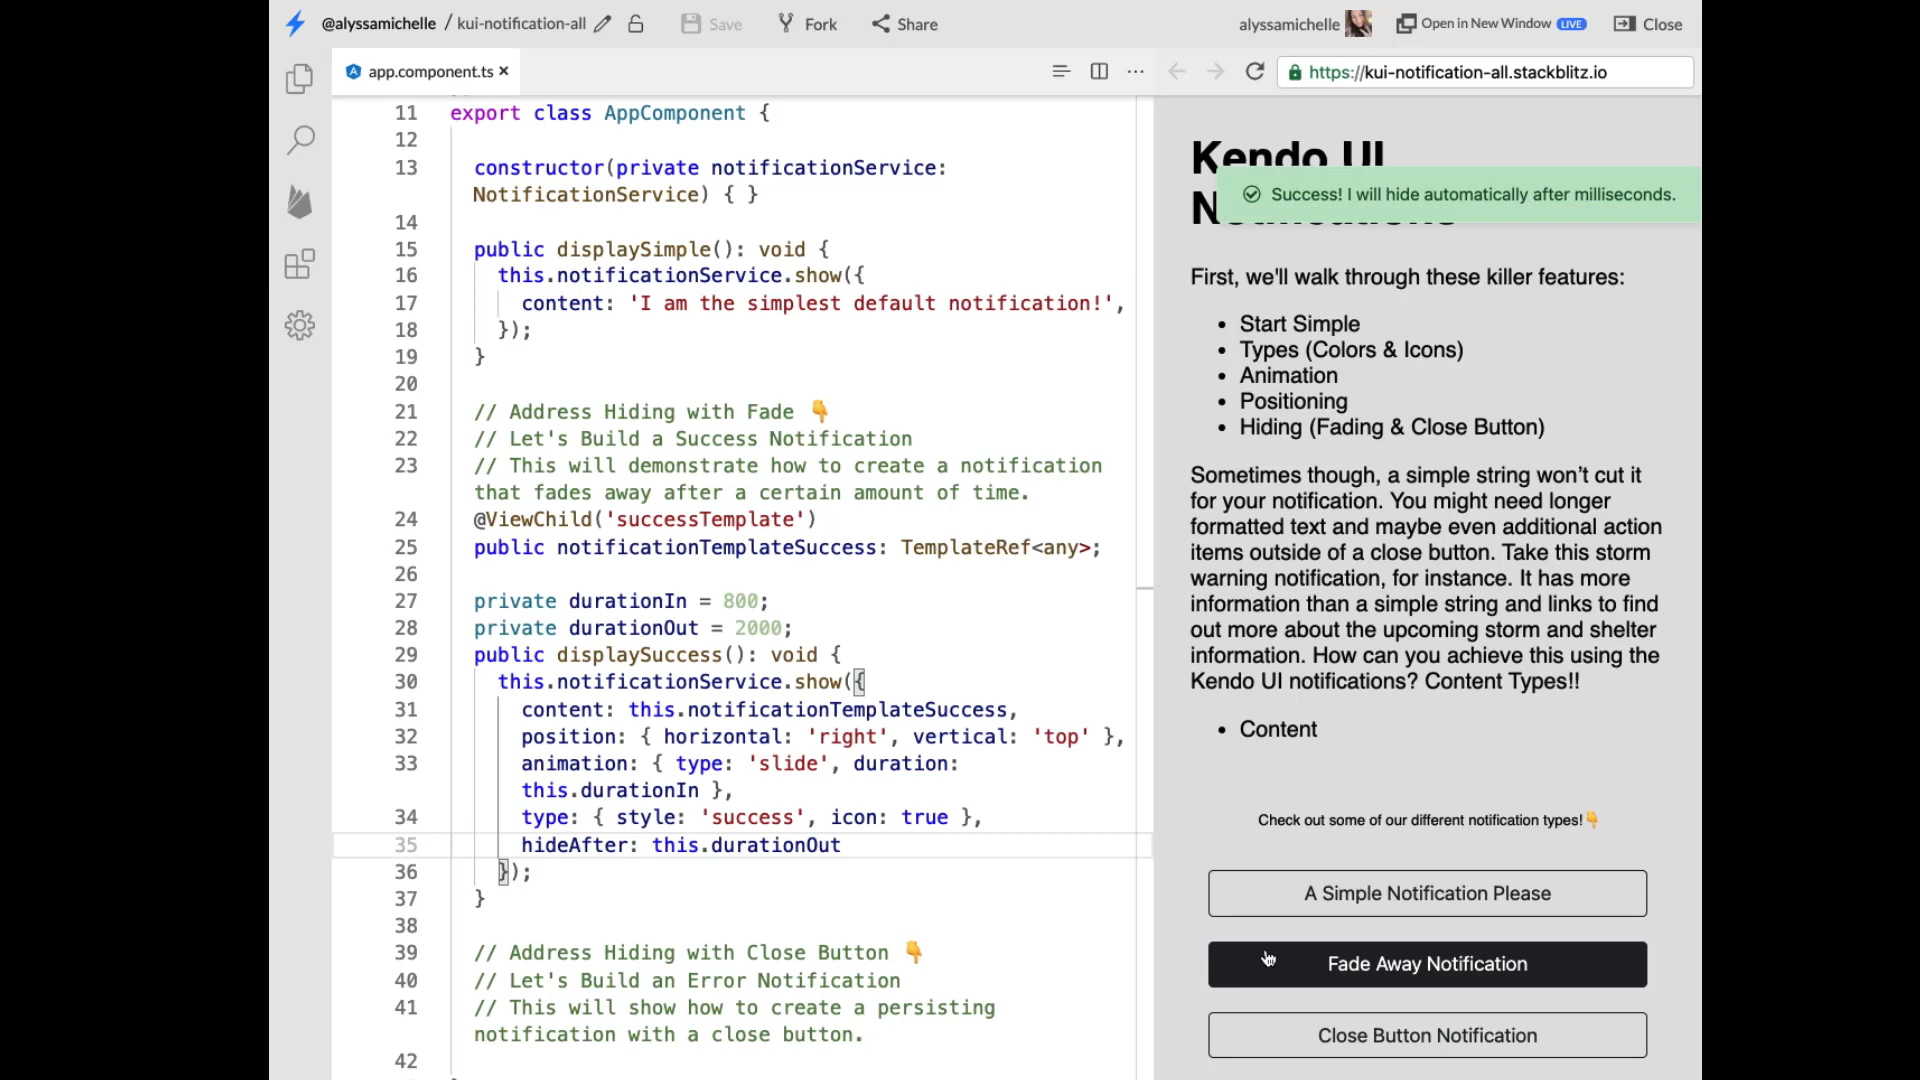 @alyssamichelle / kui-notification-all Save Fork Share alyssamichelle Open in New Window LIVE Close
app.component.ts × https://kui-notification-all.stackblitz.io
11 export class AppComponent {
12
13 constructor(private notificationService:
NotificationService) { }
14
15 public displaySimple(): void {
16 this.notificationService.show({
17 content: 'I am the simplest default notification!',
18 });
19 }
20
21 // Address Hiding with Fade 👇
22 // Let's Build a Success Notification
23 // This will demonstrate how to create a notification
that fades away after a certain amount of time.
24 @ViewChild('successTemplate')
25 public notificationTemplateSuccess: TemplateRef<any>;
26
27 private durationIn = 800;
28 private durationOut = 2000;
29 public displaySuccess(): void {
30 this.notificationService.show({
31 content: this.notificationTemplateSuccess,
32 position: { horizontal: 'right', vertical: 'top' },
33 animation: { type: 'slide', duration:
this.durationIn },
34 type: { style: 'success', icon: true },
35 hideAfter: this.durationOut
36 });
37 }
38
39 // Address Hiding with Close Button 👇
40 // Let's Build an Error Notification
41 // This will show how to create a persisting
notification with a close button.
42
Kendo UI
Success! I will hide automatically after milliseconds.
Notifications
First, we'll walk through these killer features:
• Start Simple
• Types (Colors & Icons)
• Animation
• Positioning
• Hiding (Fading & Close Button)
Sometimes though, a simple string won't cut it
for your notification. You might need longer
formatted text and maybe even additional action
items outside of a close button. Take this storm
warning notification, for instance. It has more
information than a simple string and links to find
out more about the upcoming storm and shelter
information. How can you achieve this using the
Kendo UI notifications? Content Types!!
• Content
Check out some of our different notification types!👇
A Simple Notification Please
Fade Away Notification
Close Button Notification